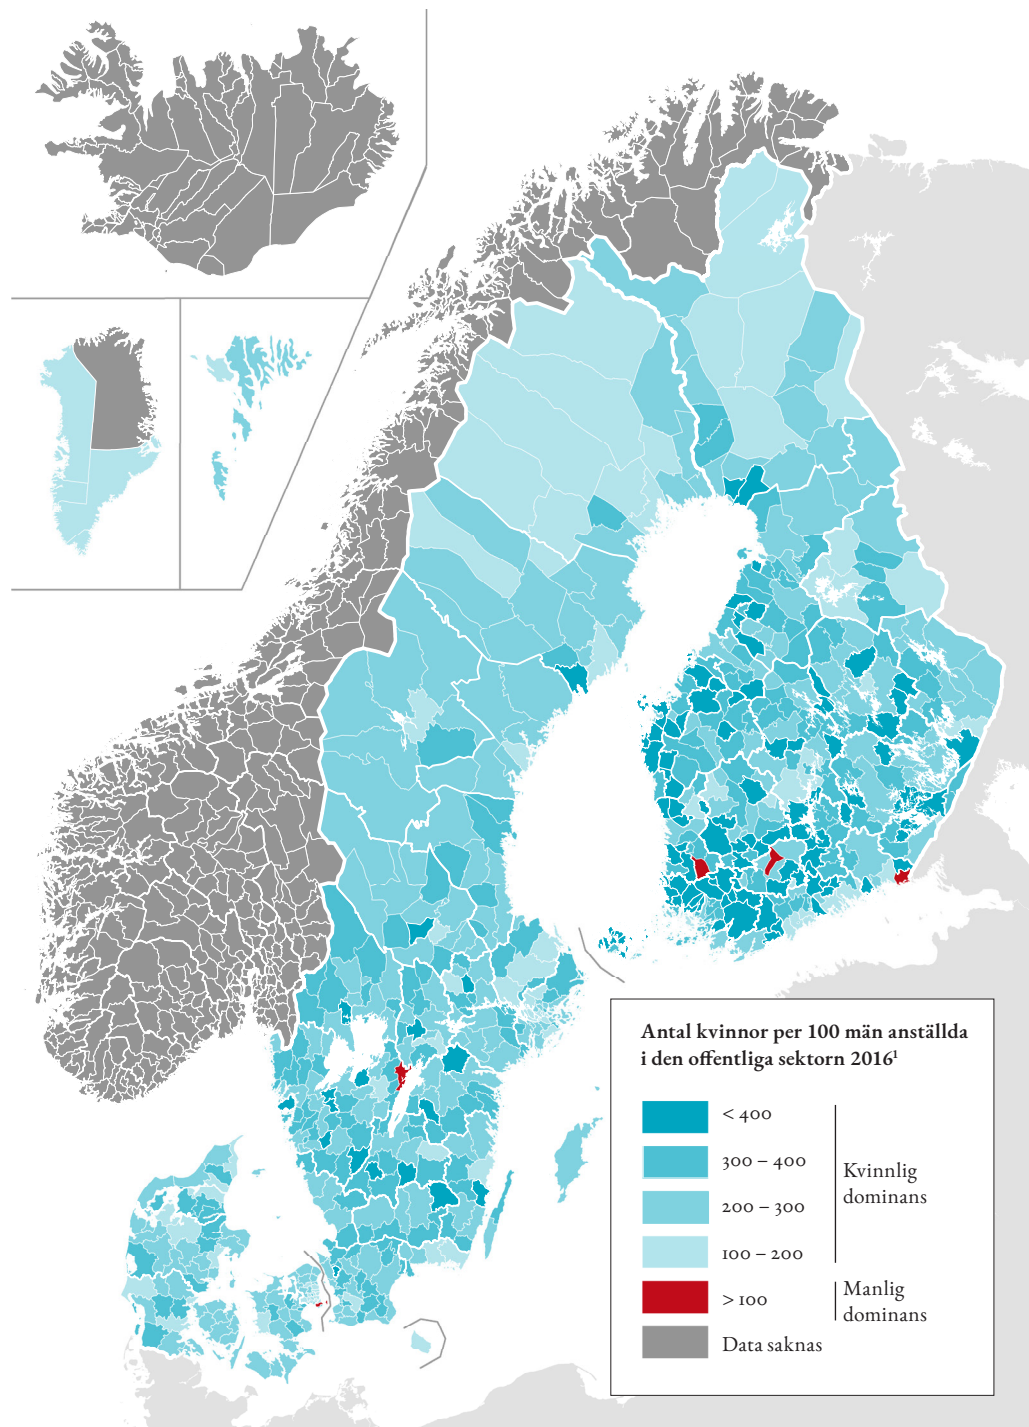 Antal kvinnor per 100 män anställda
i den offentliga sektorn 2016¹
< 400
300 – 400
200 – 300
100 – 200
Kvinnlig
dominans
> 100
Manlig
dominans
Data saknas